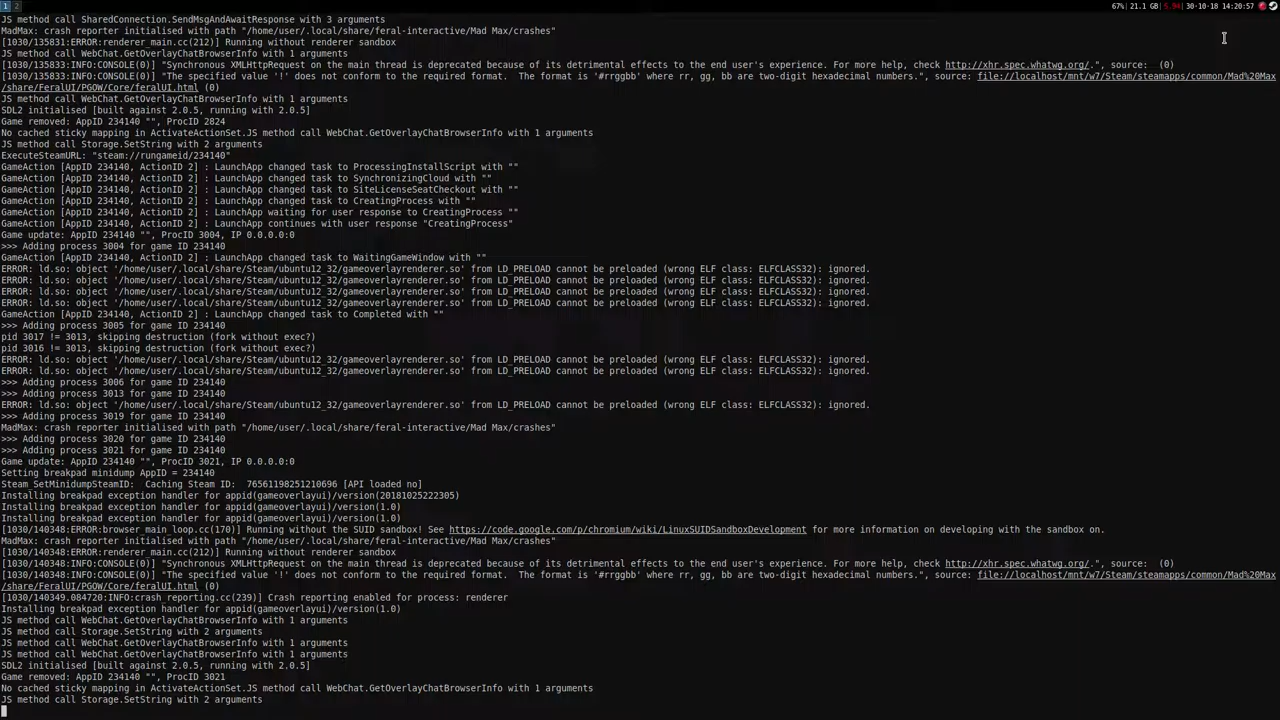 1 2 67%| 21.1 GB| 5.94| 30-10-18 14:20:57
JS method call SharedConnection.SendMsgAndAwaitResponse with 3 arguments
MadMax: crash reporter initialised with path "/home/user/.local/share/feral-interactive/Mad Max/crashes"
[1030/135831:ERROR:renderer_main.cc(212)] Running without renderer sandbox
JS method call WebChat.GetOverlayChatBrowserInfo with 1 arguments
[1030/135833:INFO:CONSOLE(0)] "Synchronous XMLHttpRequest on the main thread is deprecated because of its detrimental effects to the end user's experience. For more help, check http://xhr.spec.whatwg.org/.", source:  (0)
[1030/135833:INFO:CONSOLE(0)] "The specified value '!' does not conform to the required format.  The format is '#rrggbb' where rr, gg, bb are two-digit hexadecimal numbers.", source: file://localhost/mnt/w7/Steam/steamapps/common/Mad%20Max
/share/FeralUI/PGOW/Core/feralUI.html (0)
JS method call WebChat.GetOverlayChatBrowserInfo with 1 arguments
SDL2 initialised [built against 2.0.5, running with 2.0.5]
Game removed: AppID 234140 "", ProcID 2824
No cached sticky mapping in ActivateActionSet.JS method call WebChat.GetOverlayChatBrowserInfo with 1 arguments
JS method call Storage.SetString with 2 arguments
ExecuteSteamURL: "steam://rungameid/234140"
GameAction [AppID 234140, ActionID 2] : LaunchApp changed task to ProcessingInstallScript with ""
GameAction [AppID 234140, ActionID 2] : LaunchApp changed task to SynchronizingCloud with ""
GameAction [AppID 234140, ActionID 2] : LaunchApp changed task to SiteLicenseSeatCheckout with ""
GameAction [AppID 234140, ActionID 2] : LaunchApp changed task to CreatingProcess with ""
GameAction [AppID 234140, ActionID 2] : LaunchApp waiting for user response to CreatingProcess ""
GameAction [AppID 234140, ActionID 2] : LaunchApp continues with user response "CreatingProcess"
Game update: AppID 234140 "", ProcID 3004, IP 0.0.0.0:0
>>> Adding process 3004 for game ID 234140
GameAction [AppID 234140, ActionID 2] : LaunchApp changed task to WaitingGameWindow with ""
ERROR: ld.so: object '/home/user/.local/share/Steam/ubuntu12_32/gameoverlayrenderer.so' from LD_PRELOAD cannot be preloaded (wrong ELF class: ELFCLASS32): ignored.
ERROR: ld.so: object '/home/user/.local/share/Steam/ubuntu12_32/gameoverlayrenderer.so' from LD_PRELOAD cannot be preloaded (wrong ELF class: ELFCLASS32): ignored.
ERROR: ld.so: object '/home/user/.local/share/Steam/ubuntu12_32/gameoverlayrenderer.so' from LD_PRELOAD cannot be preloaded (wrong ELF class: ELFCLASS32): ignored.
ERROR: ld.so: object '/home/user/.local/share/Steam/ubuntu12_32/gameoverlayrenderer.so' from LD_PRELOAD cannot be preloaded (wrong ELF class: ELFCLASS32): ignored.
GameAction [AppID 234140, ActionID 2] : LaunchApp changed task to Completed with ""
>>> Adding process 3005 for game ID 234140
pid 3017 != 3013, skipping destruction (fork without exec?)
pid 3016 != 3013, skipping destruction (fork without exec?)
ERROR: ld.so: object '/home/user/.local/share/Steam/ubuntu12_32/gameoverlayrenderer.so' from LD_PRELOAD cannot be preloaded (wrong ELF class: ELFCLASS32): ignored.
ERROR: ld.so: object '/home/user/.local/share/Steam/ubuntu12_32/gameoverlayrenderer.so' from LD_PRELOAD cannot be preloaded (wrong ELF class: ELFCLASS32): ignored.
>>> Adding process 3006 for game ID 234140
>>> Adding process 3013 for game ID 234140
ERROR: ld.so: object '/home/user/.local/share/Steam/ubuntu12_32/gameoverlayrenderer.so' from LD_PRELOAD cannot be preloaded (wrong ELF class: ELFCLASS32): ignored.
>>> Adding process 3019 for game ID 234140
MadMax: crash reporter initialised with path "/home/user/.local/share/feral-interactive/Mad Max/crashes"
>>> Adding process 3020 for game ID 234140
>>> Adding process 3021 for game ID 234140
Game update: AppID 234140 "", ProcID 3021, IP 0.0.0.0:0
Setting breakpad minidump AppID = 234140
Steam_SetMinidumpSteamID:  Caching Steam ID:  76561198251210696 [API loaded no]
Installing breakpad exception handler for appid(gameoverlayui)/version(20181025222305)
Installing breakpad exception handler for appid(gameoverlayui)/version(1.0)
Installing breakpad exception handler for appid(gameoverlayui)/version(1.0)
[1030/140348:ERROR:browser_main_loop.cc(170)] Running without the SUID sandbox! See https://code.google.com/p/chromium/wiki/LinuxSUIDSandboxDevelopment for more information on developing with the sandbox on.
MadMax: crash reporter initialised with path "/home/user/.local/share/feral-interactive/Mad Max/crashes"
[1030/140348:ERROR:renderer_main.cc(212)] Running without renderer sandbox
[1030/140348:INFO:CONSOLE(0)] "Synchronous XMLHttpRequest on the main thread is deprecated because of its detrimental effects to the end user's experience. For more help, check http://xhr.spec.whatwg.org/.", source:  (0)
[1030/140348:INFO:CONSOLE(0)] "The specified value '!' does not conform to the required format.  The format is '#rrggbb' where rr, gg, bb are two-digit hexadecimal numbers.", source: file://localhost/mnt/w7/Steam/steamapps/common/Mad%20Max
/share/FeralUI/PGOW/Core/feralUI.html (0)
[1030/140349.084720:INFO:crash_reporting.cc(239)] Crash reporting enabled for process: renderer
Installing breakpad exception handler for appid(gameoverlayui)/version(1.0)
JS method call WebChat.GetOverlayChatBrowserInfo with 1 arguments
JS method call Storage.SetString with 2 arguments
JS method call WebChat.GetOverlayChatBrowserInfo with 1 arguments
JS method call WebChat.GetOverlayChatBrowserInfo with 1 arguments
SDL2 initialised [built against 2.0.5, running with 2.0.5]
Game removed: AppID 234140 "", ProcID 3021
No cached sticky mapping in ActivateActionSet.JS method call WebChat.GetOverlayChatBrowserInfo with 1 arguments
JS method call Storage.SetString with 2 arguments